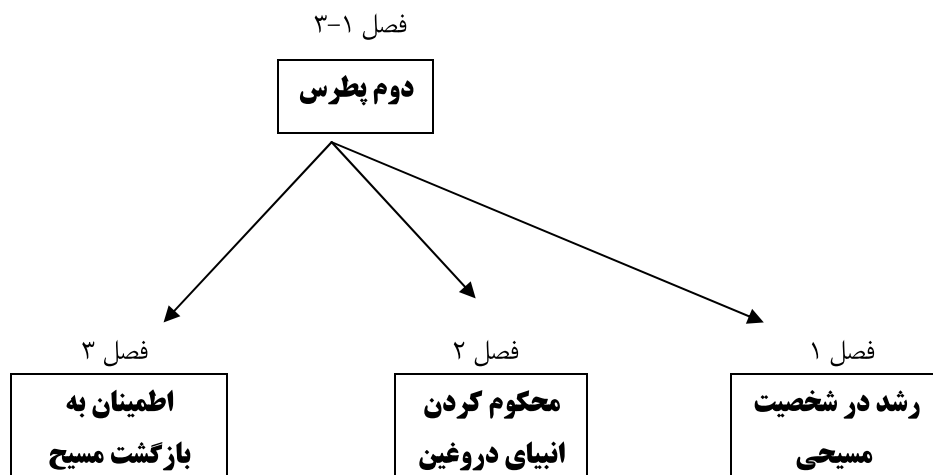 فصل ۱-۳
دوم پطرس
فصل ۱
رشد در شخصیت
مسیحی
فصل ۲
محکوم کردن
انبیای دروغین
فصل ۳
اطمینان به
بازگشت مسیح